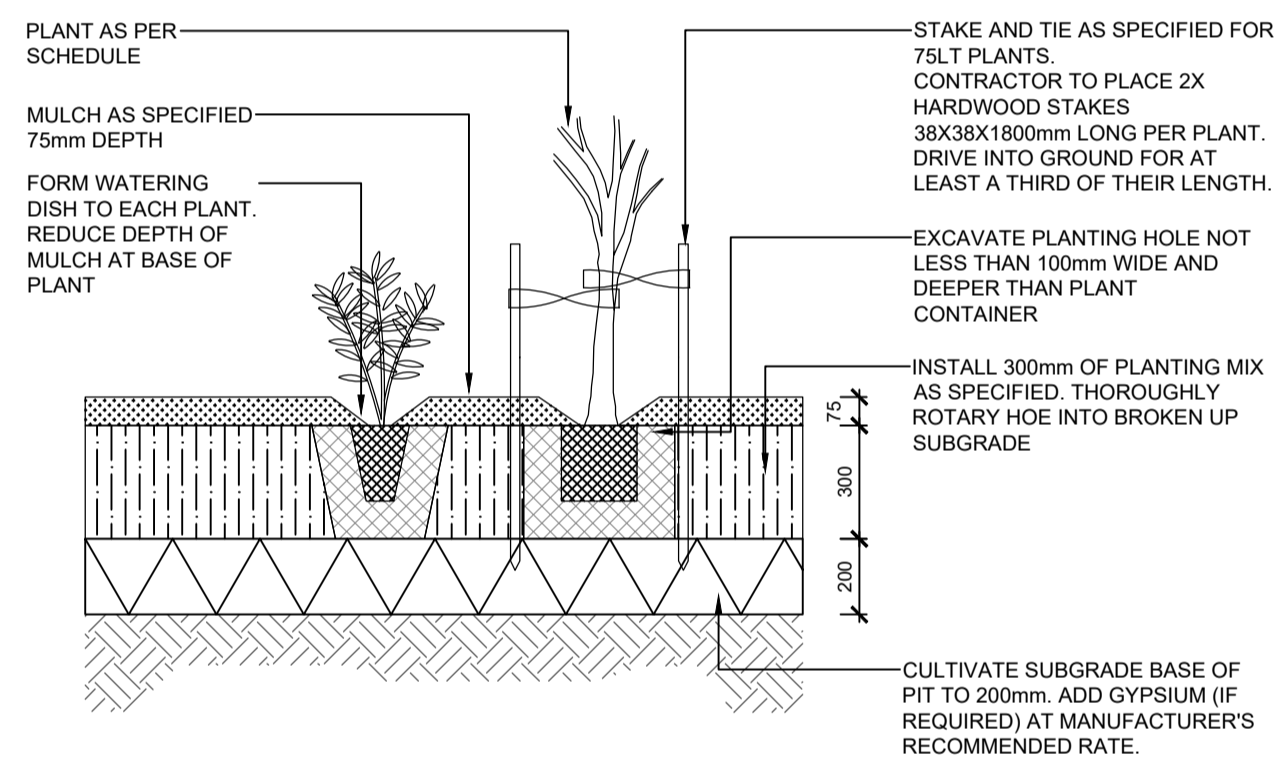 PLANT AS PER
SCHEDULE
MULCH AS SPECIFIED
75mm DEPTH
FORM WATERING
DISH TO EACH PLANT.
REDUCE DEPTH OF
MULCH AT BASE OF
PLANT
STAKE AND TIE AS SPECIFIED FOR
75LT PLANTS.
CONTRACTOR TO PLACE 2X
HARDWOOD STAKES
38X38X1800mm LONG PER PLANT.
DRIVE INTO GROUND FOR AT
LEAST A THIRD OF THEIR LENGTH.
EXCAVATE PLANTING HOLE NOT
LESS THAN 100mm WIDE AND
DEEPER THAN PLANT
CONTAINER
INSTALL 300mm OF PLANTING MIX
AS SPECIFIED. THOROUGHLY
ROTARY HOE INTO BROKEN UP
SUBGRADE
75
300
200
CULTIVATE SUBGRADE BASE OF
PIT TO 200mm. ADD GYPSIUM (IF
REQUIRED) AT MANUFACTURER'S
RECOMMENDED RATE.